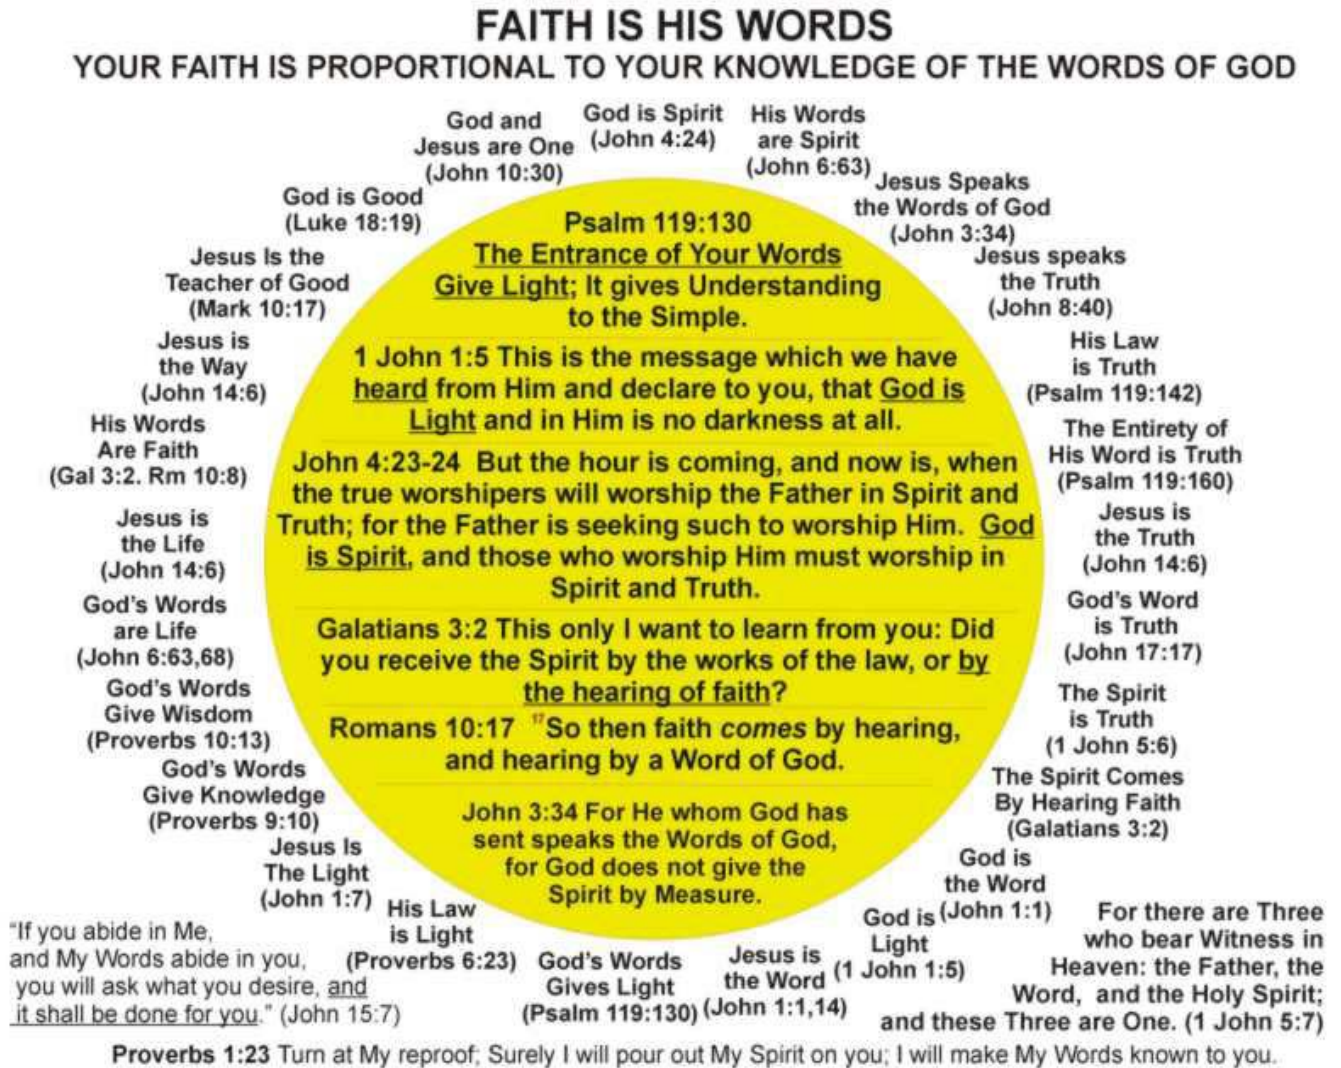 FAITH IS HIS WORDS
YOUR FAITH IS PROPORTIONAL TO YOUR KNOWLEDGE OF THE WORDS OF GOD
God is Spirit
(John 4:24)
His Words
are Spirit
(John 6:63)
Jesus Speaks
the Words of God
(John 3:34)
Jesus speaks
the Truth
(John 8:40)
His Law
is Truth
(Psalm 119:142)
The Entirety of
His Word is Truth
(Psalm 119:160)
Jesus is
the Truth
(John 14:6)
God's Word
is Truth
(John 17:17)
The Spirit
is Truth
(1 John 5:6)
The Spirit Comes
By Hearing Faith
(Galatians 3:2)
God is
the Word
(John 1:1)
God is
Light
(1 John 1:5)
Jesus is
the Word
(John 1:1,14)
God's Words
Gives Light
(Psalm 119:130)
His Law
is Light
(Proverbs 6:23)
Jesus Is
The Light
(John 1:7)
God's Words
Give Knowledge
(Proverbs 9:10)
God's Words
Give Wisdom
(Proverbs 10:13)
God's Words
are Life
(John 6:63,68)
Jesus is
the Life
(John 14:6)
His Words
Are Faith
(Gal 3:2. Rm 10:8)
Jesus is
the Way
(John 14:6)
Jesus Is the
Teacher of Good
(Mark 10:17)
God is Good
(Luke 18:19)
God and
Jesus are One
(John 10:30)
Psalm 119:130
The Entrance of Your Words
Give Light; It gives Understanding
to the Simple.
1 John 1:5 This is the message which we have
heard from Him and declare to you, that God is
Light and in Him is no darkness at all.
John 4:23-24 But the hour is coming, and now is, when
the true worshipers will worship the Father in Spirit and
Truth; for the Father is seeking such to worship Him. God
is Spirit, and those who worship Him must worship in
Spirit and Truth.
Galatians 3:2 This only I want to learn from you: Did
you receive the Spirit by the works of the law, or by
the hearing of faith?
Romans 10:17 17So then faith comes by hearing,
and hearing by a Word of God.
John 3:34 For He whom God has
sent speaks the Words of God,
for God does not give the
Spirit by Measure.
"If you abide in Me,
and My Words abide in you,
you will ask what you desire, and
it shall be done for you." (John 15:7)
For there are Three
who bear Witness in
Heaven: the Father, the
Word, and the Holy Spirit;
and these Three are One. (1 John 5:7)
Proverbs 1:23 Turn at My reproof; Surely I will pour out My Spirit on you; I will make My Words known to you.